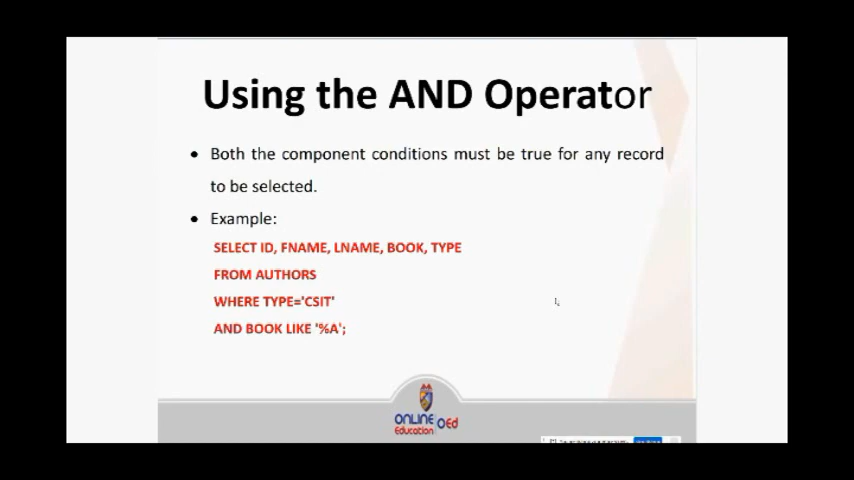 Using the AND Operator
• Both the component conditions must be true for any record
to be selected.
• Example:
SELECT ID, FNAME, LNAME, BOOK, TYPE
FROM AUTHORS
WHERE TYPE='CSIT'
AND BOOK LIKE '%A';
ONLINE
Education OEd